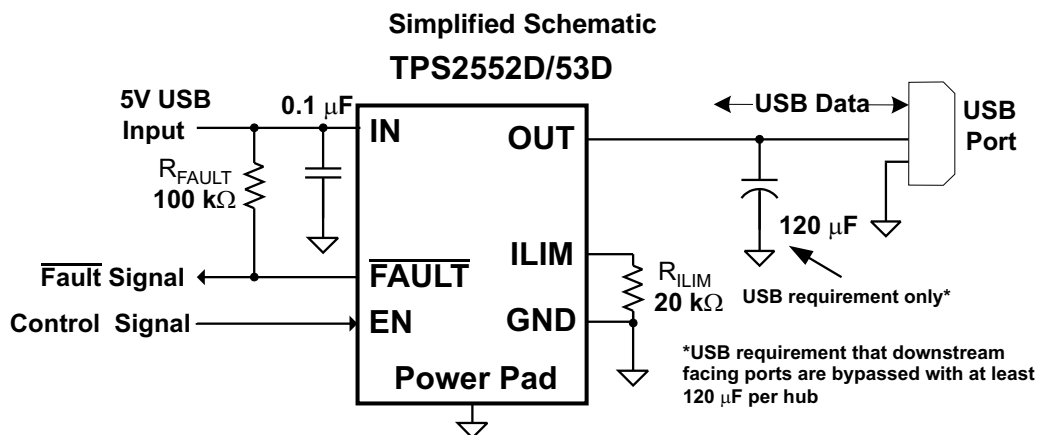 Simplified Schematic
TPS2552D/53D
5V USB
Input
0.1 μF
IN
OUT
USB Data
USB
Port
RFAULT
100 kΩ
120 μF
USB requirement only*
Fault Signal
FAULT
ILIM
RILIM
20 kΩ
Control Signal
EN
GND
Power Pad
*USB requirement that downstream
facing ports are bypassed with at least
120 μF per hub